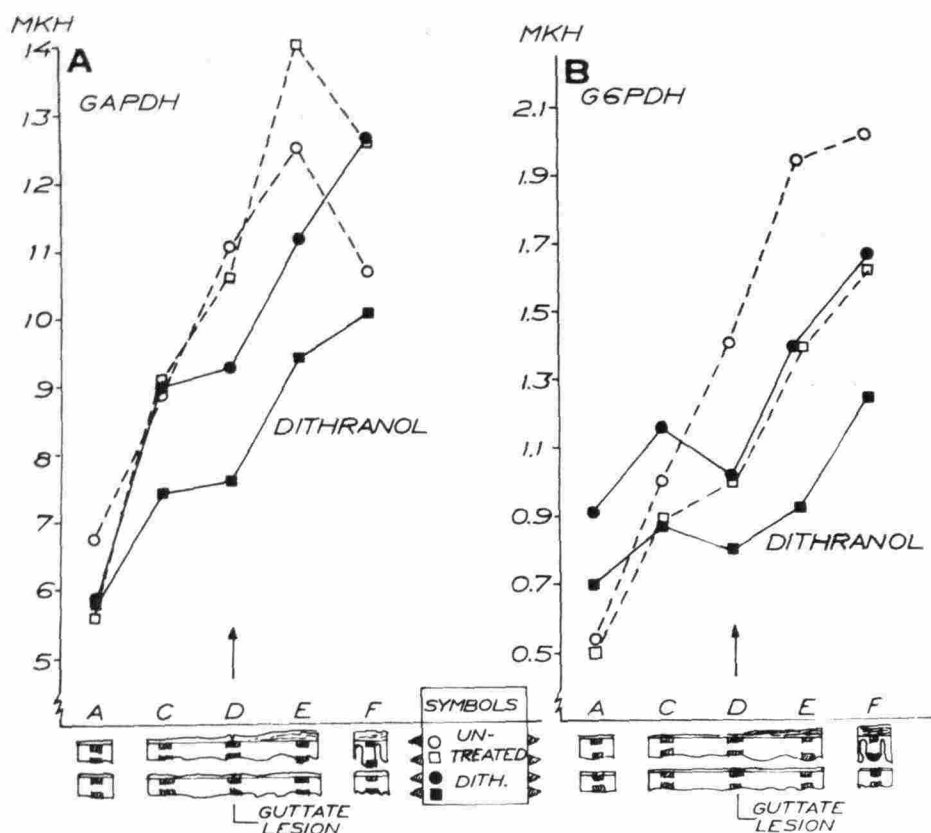 MKH
A
GAPDH
14
13
12
11
10
9
8
7
6
5
DITHRANOL
A C D E F
GUTTATE
LESION
SYMBOLS
UN-
TREATED
DITH.
MKH
B
G6PDH
2.1
1.9
1.7
1.5
1.3
1.1
0.9
0.7
0.5
DITHRANOL
A C D E F
GUTTATE
LESION